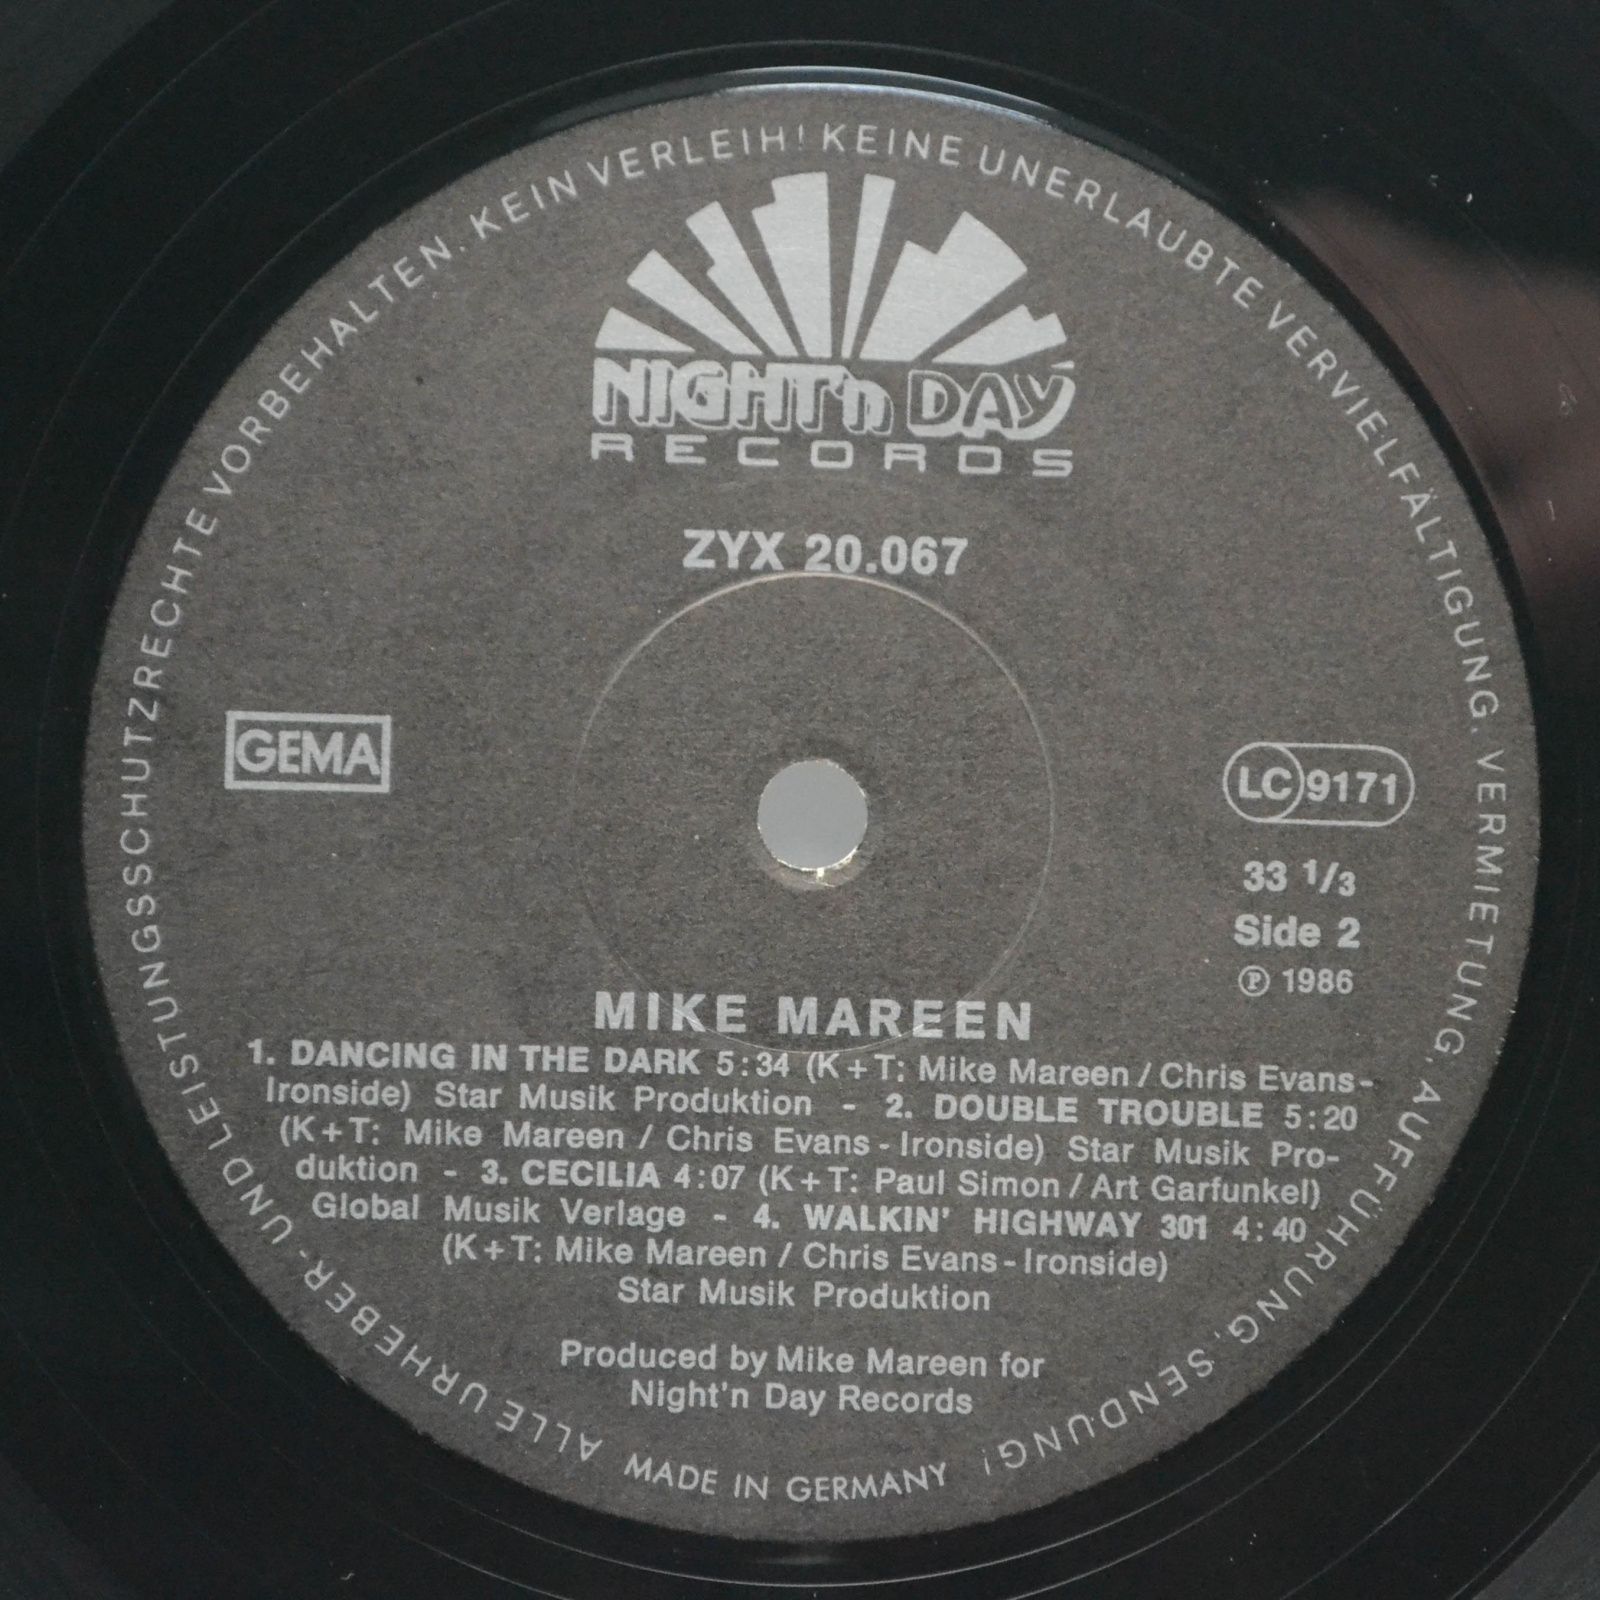 ALLE URHEBER- UND LEISTUNGSSCHUTZRECHTE VORBEHALTEN. KEIN VERLEIH! KEINE UNERLAUBTE VERVIELFÄLTIGUNG, VERMIETUNG, AUFFÜHRUNG, SENDUNG!
NIGHT'n DAY
RECORDS
ZYX 20.067
GEMA
LC 9171
33 1/3
Side 2
Ⓟ 1986
MIKE MAREEN
1. DANCING IN THE DARK 5:34 (K+T: Mike Mareen / Chris Evans-
Ironside) Star Musik Produktion - 2. DOUBLE TROUBLE 5:20
(K+T: Mike Mareen / Chris Evans-Ironside) Star Musik Pro-
duktion - 3. CECILIA 4:07 (K+T: Paul Simon / Art Garfunkel)
Global Musik Verlage - 4. WALKIN' HIGHWAY 301 4:40
(K+T: Mike Mareen / Chris Evans-Ironside)
Star Musik Produktion
Produced by Mike Mareen for
Night'n Day Records
MADE IN GERMANY